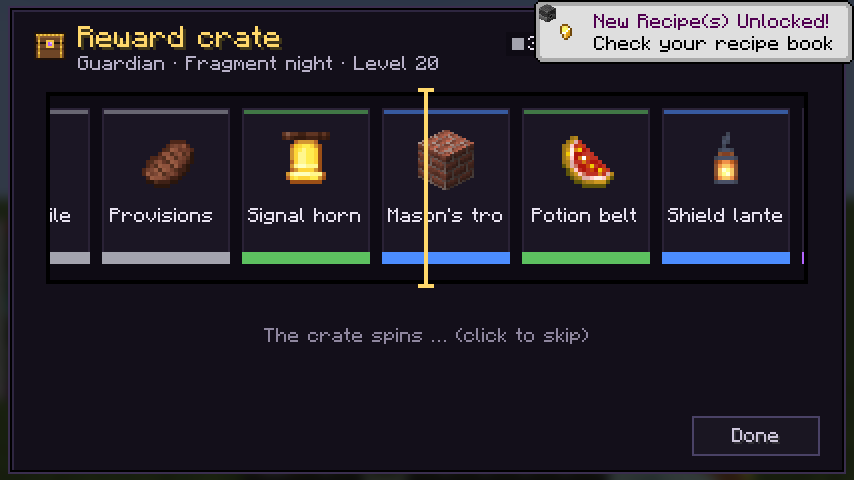 Reward crate
Guardian · Fragment night · Level 20
New Recipe(s) Unlocked!
Check your recipe book
ile
Provisions
Signal horn
Mason's tro
Potion belt
Shield lante
The crate spins ... (click to skip)
Done